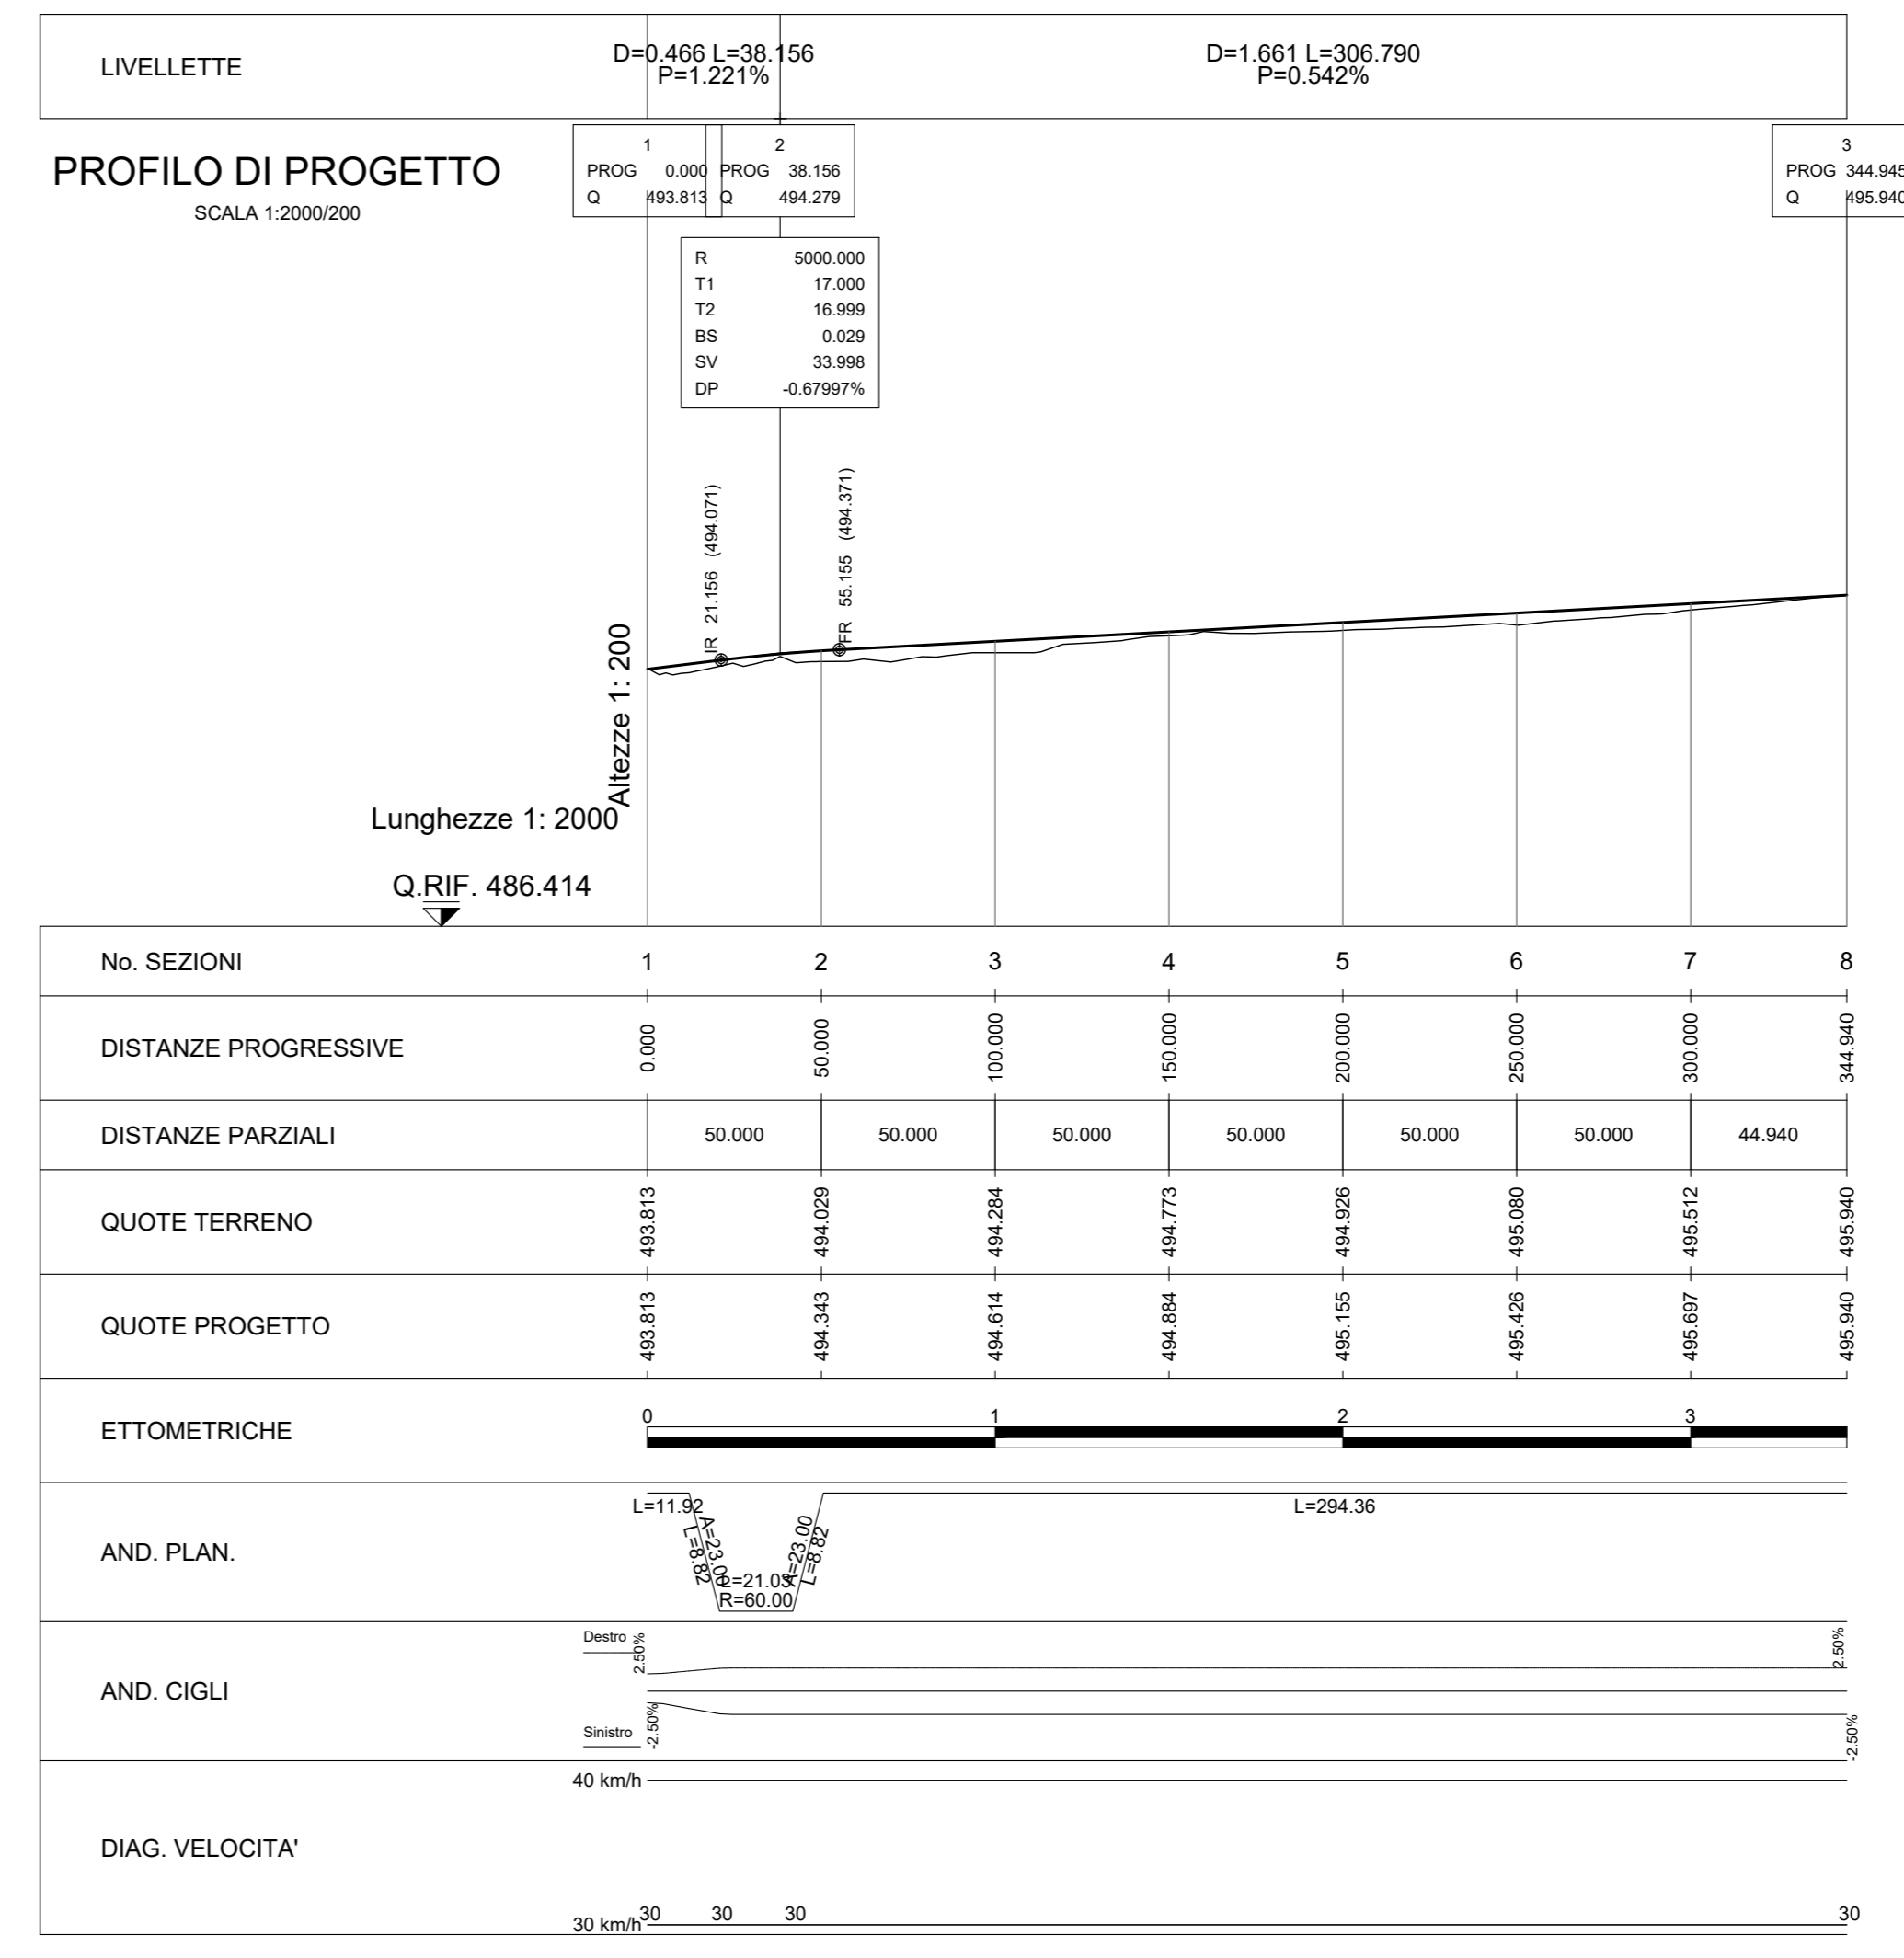 LIVELLETTE
D=0.466 L=38.156
P=1.221%
D=1.661 L=306.790
P=0.542%
PROFILO DI PROGETTO
SCALA 1:2000/200
1
PROG 0.000
Q 493.813
2
PROG 38.156
Q 494.279
3
PROG 344.945
Q 495.940
R 5000.000
T1 17.000
T2 16.999
BS 0.029
SV 33.998
DP -0.67997%
IR 21.156 (494.071)
FR 55.155 (494.371)
Altezze 1: 200
Lunghezze 1: 2000
Q.RIF. 486.414
No. SEZIONI 1 2 3 4 5 6 7 8
DISTANZE PROGRESSIVE 0.000 50.000 100.000 150.000 200.000 250.000 300.000 344.940
DISTANZE PARZIALI 50.000 50.000 50.000 50.000 50.000 50.000 44.940
QUOTE TERRENO 493.813 494.029 494.284 494.773 494.926 495.080 495.512 495.940
QUOTE PROGETTO 493.813 494.343 494.614 494.884 495.155 495.426 495.697 495.940
ETTOMETRICHE 0 1 2 3
AND. PLAN.
L=11.92
A=23.00
L=8.82
L=21.03
R=60.00
A=23.00
L=8.82
L=294.36
AND. CIGLI
Destro 2.50% 2.50%
Sinistro -2.50% -2.50%
DIAG. VELOCITA'
40 km/h
30 km/h 30 30 30 30